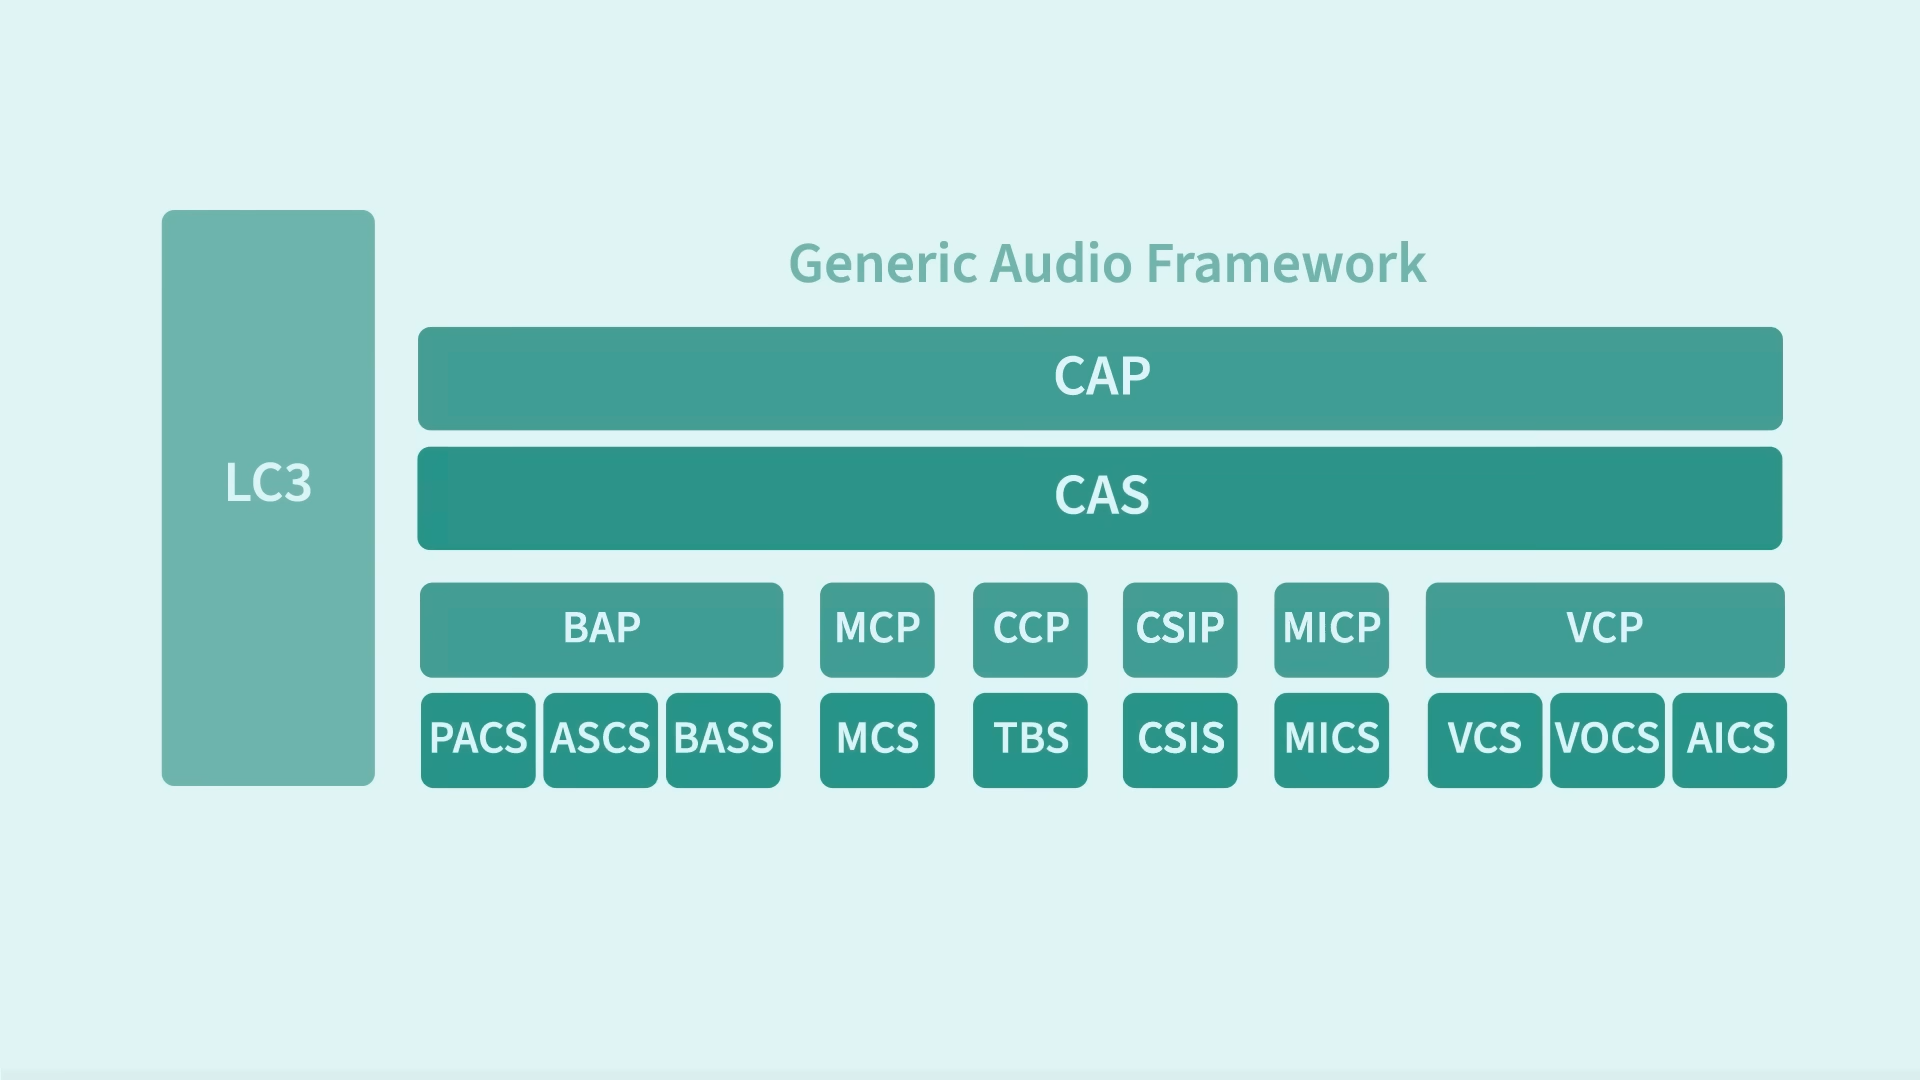 Generic Audio Framework
LC3
CAP
CAS
BAP MCP CCP CSIP MICP VCP
PACS ASCS BASS MCS TBS CSIS MICS VCS VOCS AICS